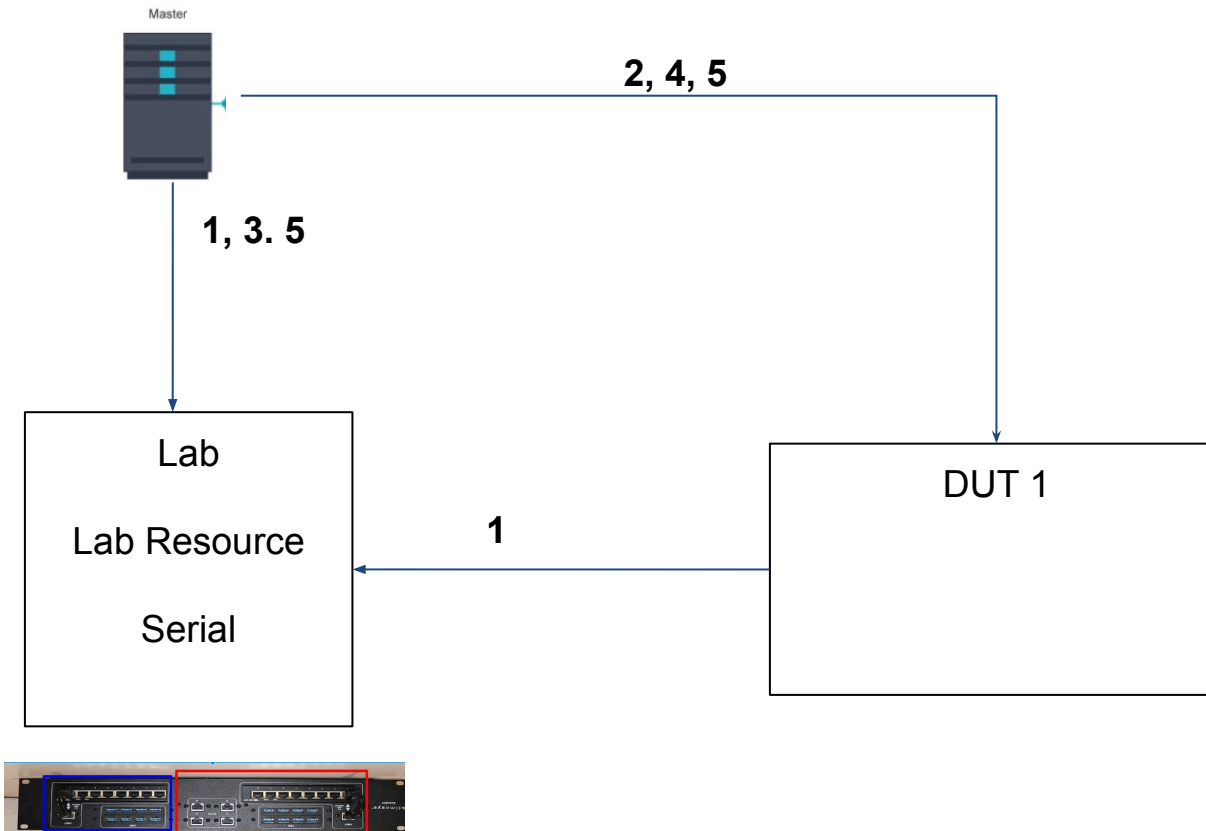 Master
2, 4, 5
1, 3. 5
Lab
DUT 1
Lab Resource
1
Serial